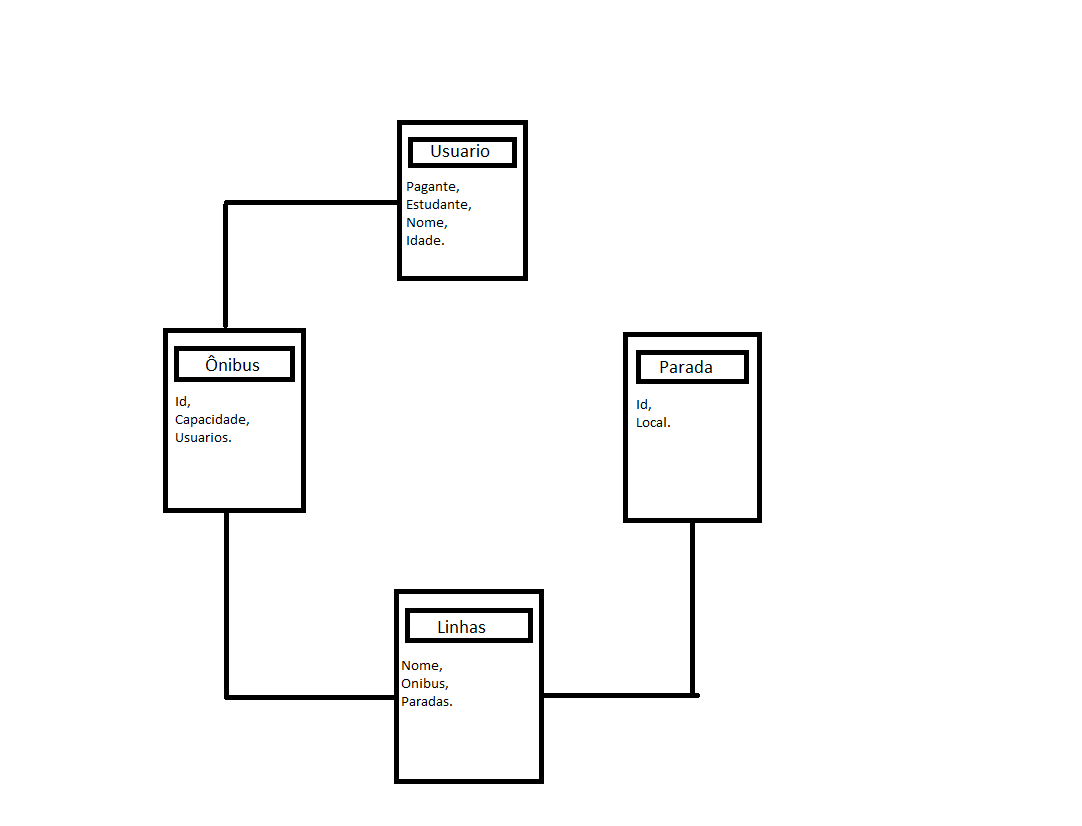 Usuario
Pagante,
Estudante,
Nome,
Idade.
Ônibus
Id,
Capacidade,
Usuarios.
Parada
Id,
Local.
Linhas
Nome,
Onibus,
Paradas.